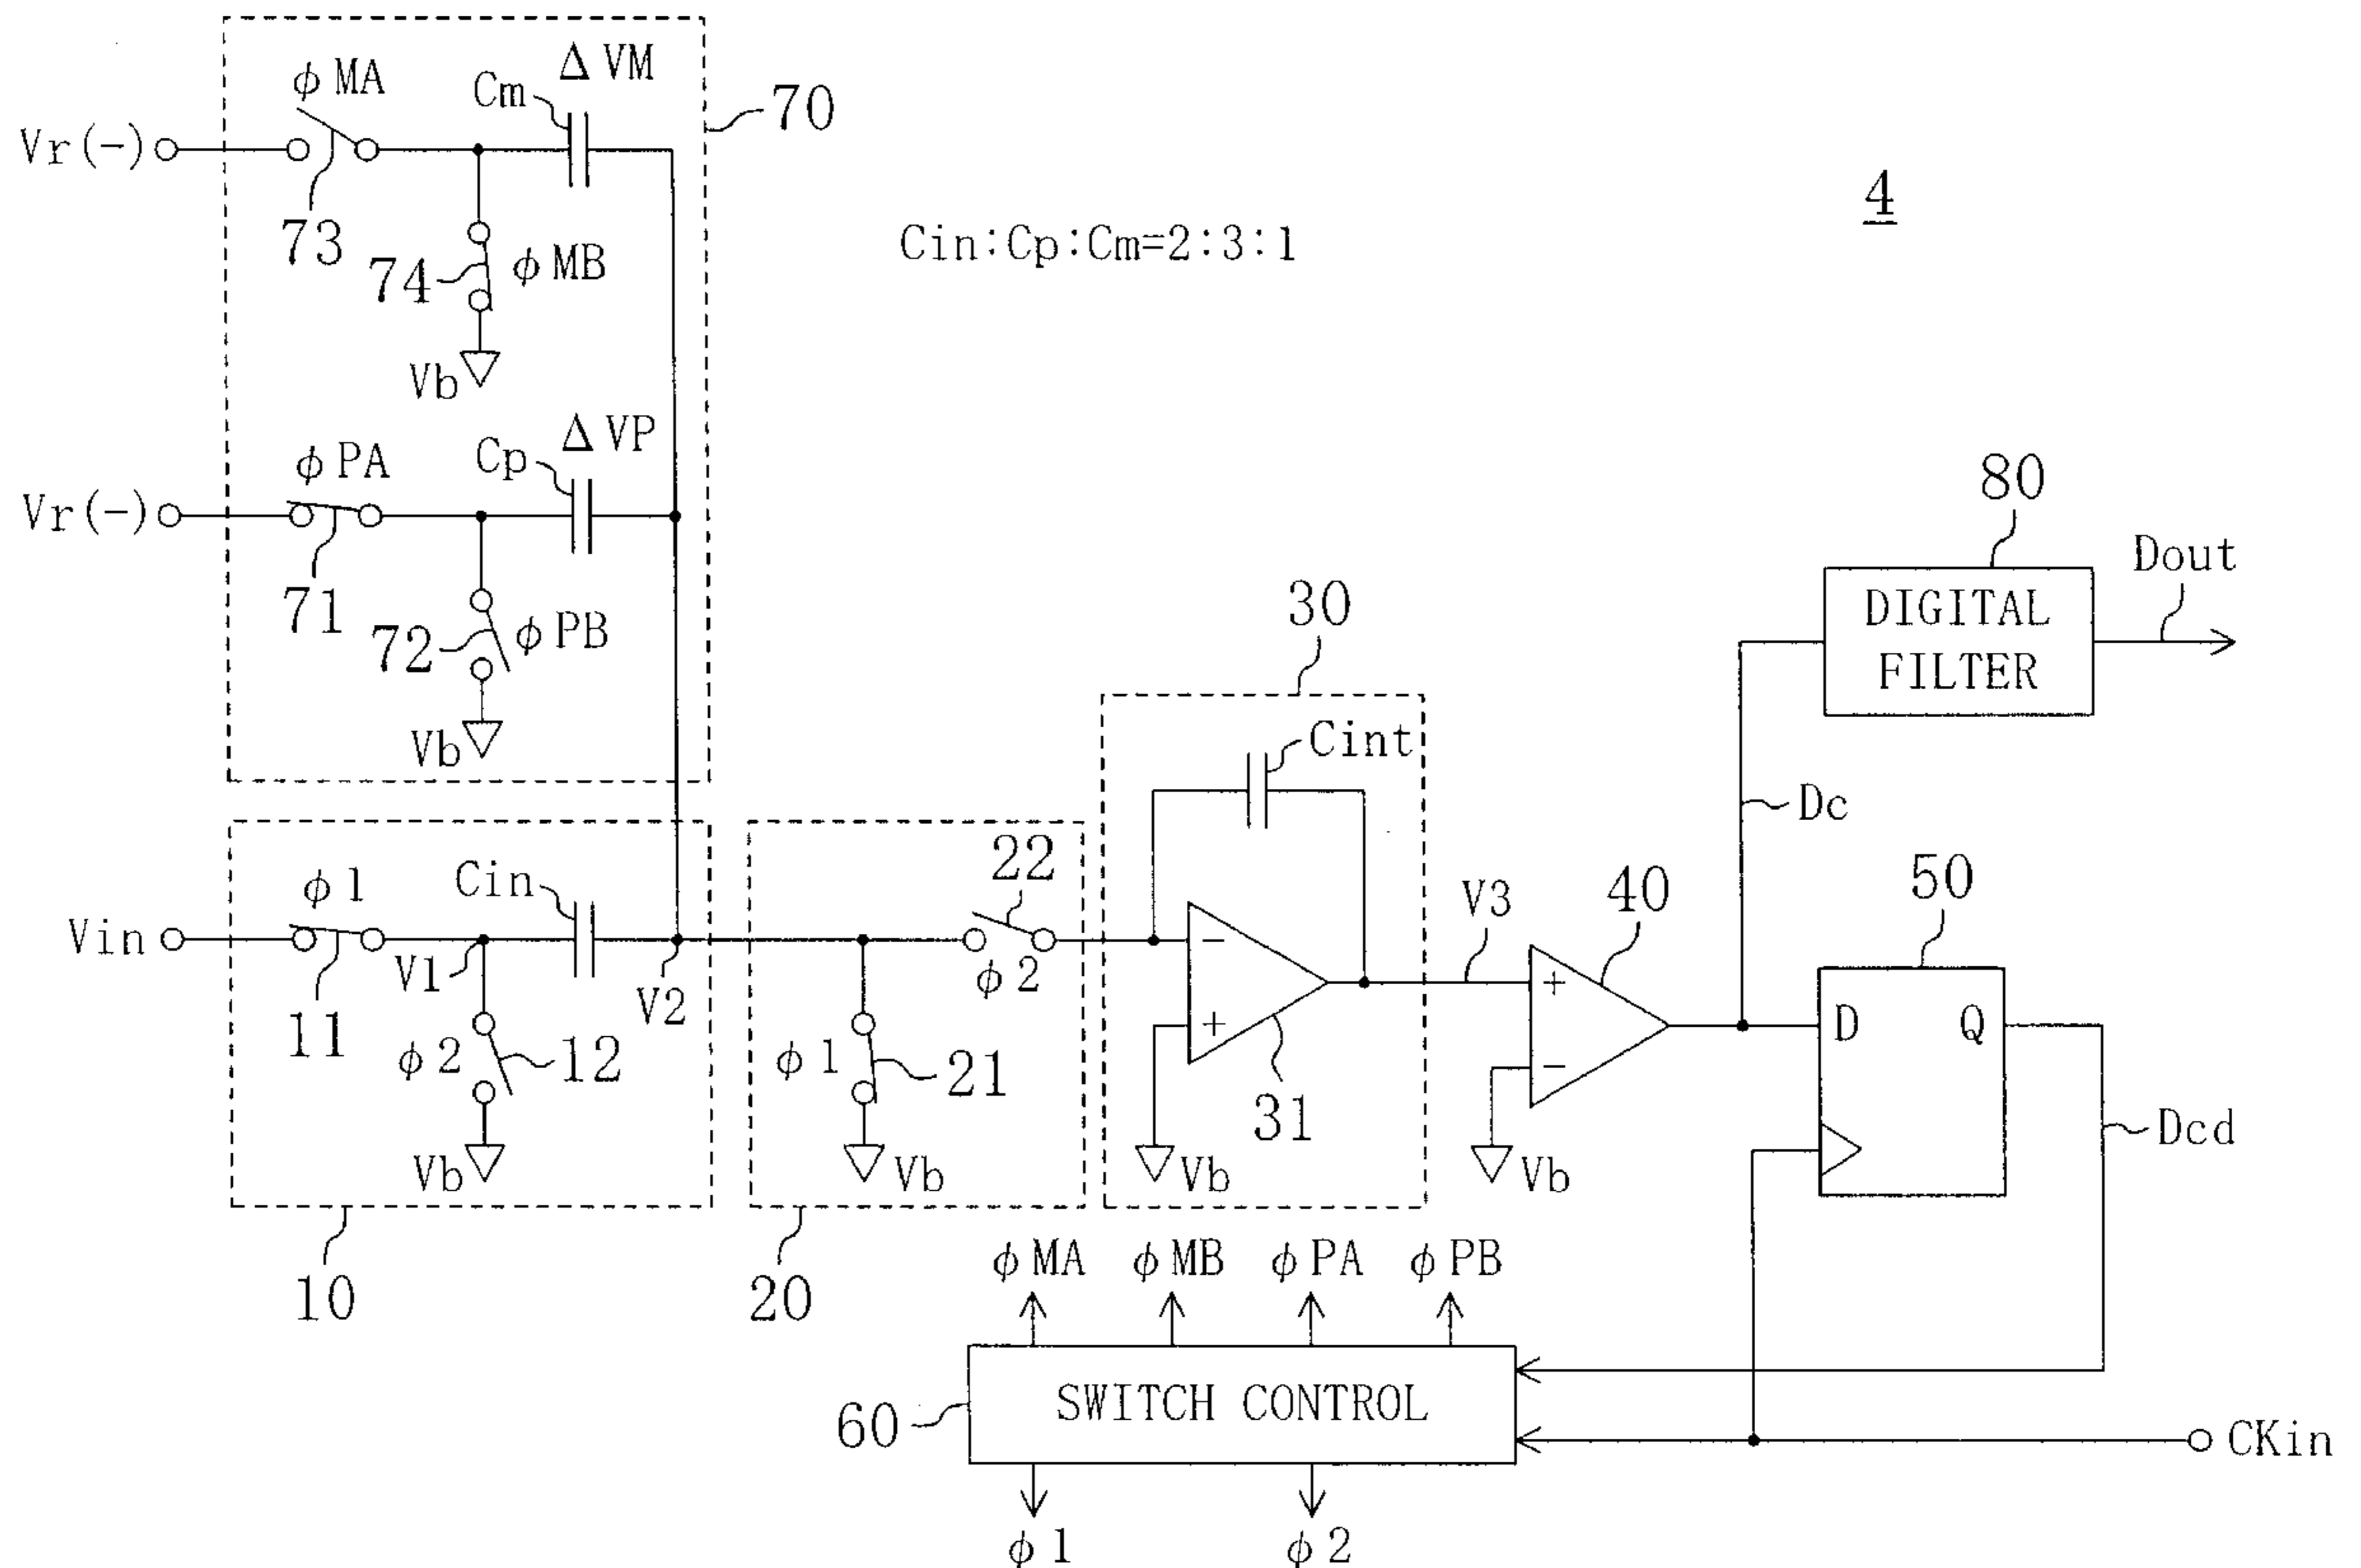 4
Cin:Cp:Cm=2:3:1
70
ΔVM
φMA
Cm
Vr(-)
73
74
φMB
Vb
ΔVP
φPA
Cp
Vr(-)
71
72
φPB
Vb
φ1
Cin
Vin
V1
V2
11
φ2
12
Vb
10
22
φ2
φ1
21
Vb
20
30
Cint
-
+
31
Vb
V3
40
+
-
Vb
80
DIGITAL
FILTER
Dout
Dc
50
D
Q
Dcd
φMA
φMB
φPA
φPB
SWITCH CONTROL
60
CKin
φ1
φ2